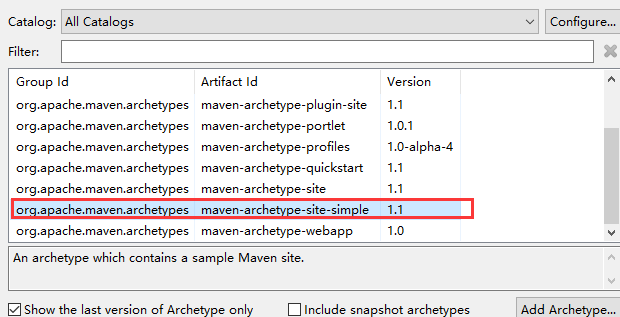 Catalog: All Catalogs Configure...
Filter:
Group Id Artifact Id Version
org.apache.maven.archetypes maven-archetype-plugin-site 1.1
org.apache.maven.archetypes maven-archetype-portlet 1.0.1
org.apache.maven.archetypes maven-archetype-profiles 1.0-alpha-4
org.apache.maven.archetypes maven-archetype-quickstart 1.1
org.apache.maven.archetypes maven-archetype-site 1.1
org.apache.maven.archetypes maven-archetype-site-simple 1.1
org.apache.maven.archetypes maven-archetype-webapp 1.0
An archetype which contains a sample Maven site.
Show the last version of Archetype only Include snapshot archetypes Add Archetype...